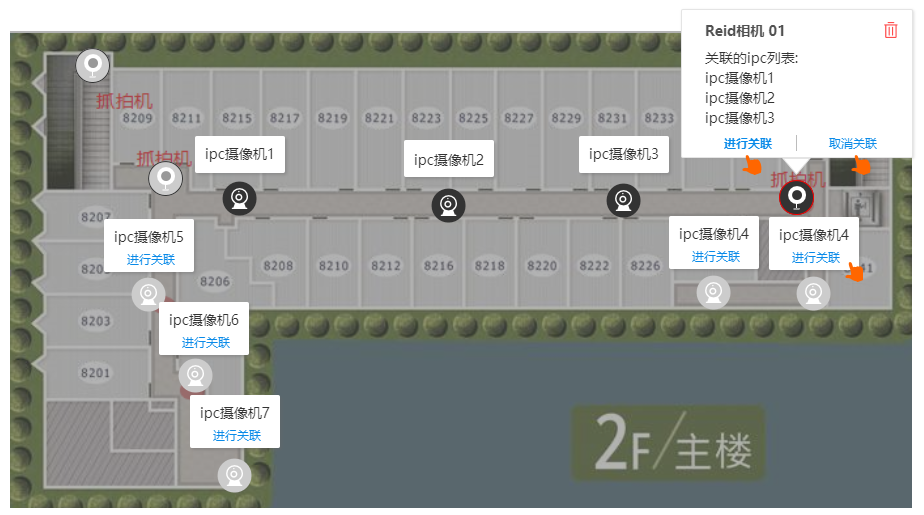 Reid相机 01
关联的ipc列表:
ipc摄像机1
ipc摄像机2
ipc摄像机3
进行关联
取消关联
抓拍机
8209
8211
8215
8217
8219
8221
8223
8225
8227
8229
8231
8233
抓拍机
ipc摄像机1
ipc摄像机2
ipc摄像机3
抓拍机
8207
ipc摄像机5
进行关联
ipc摄像机4
进行关联
ipc摄像机4
进行关联
8206
8208
8210
8212
8216
8218
8220
8222
8226
8203
ipc摄像机6
进行关联
8201
ipc摄像机7
进行关联
2F/主楼